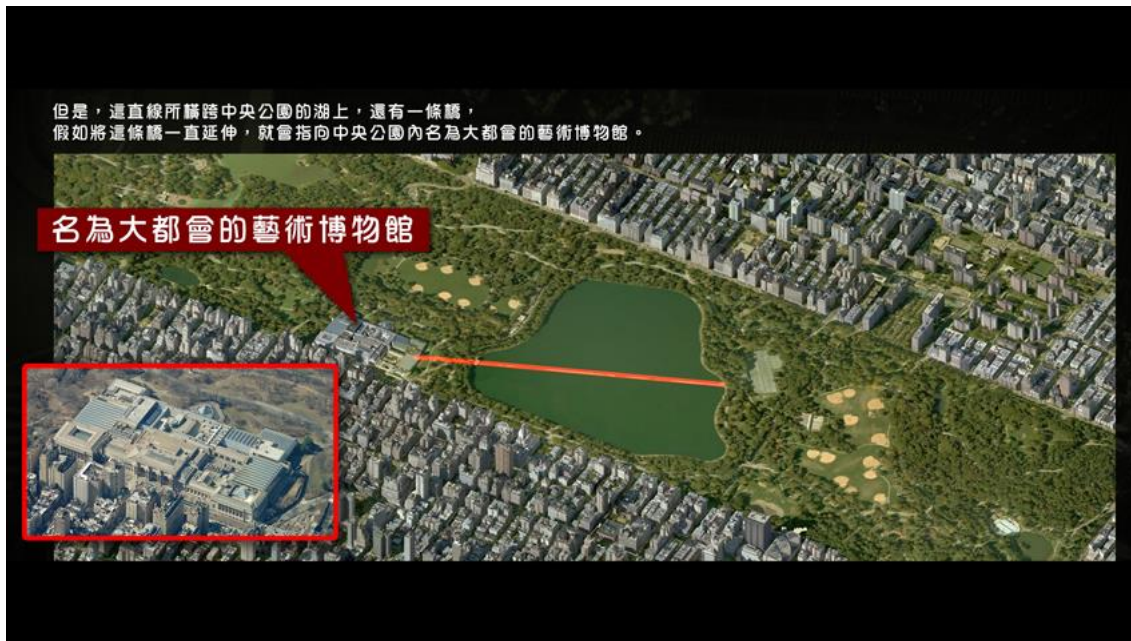 但是，這直線所橫跨中央公園的湖上，還有一條橋，
假如將這條橋一直延伸，就會指向中央公園內名為大都會的藝術博物館。
名為大都會的藝術博物館